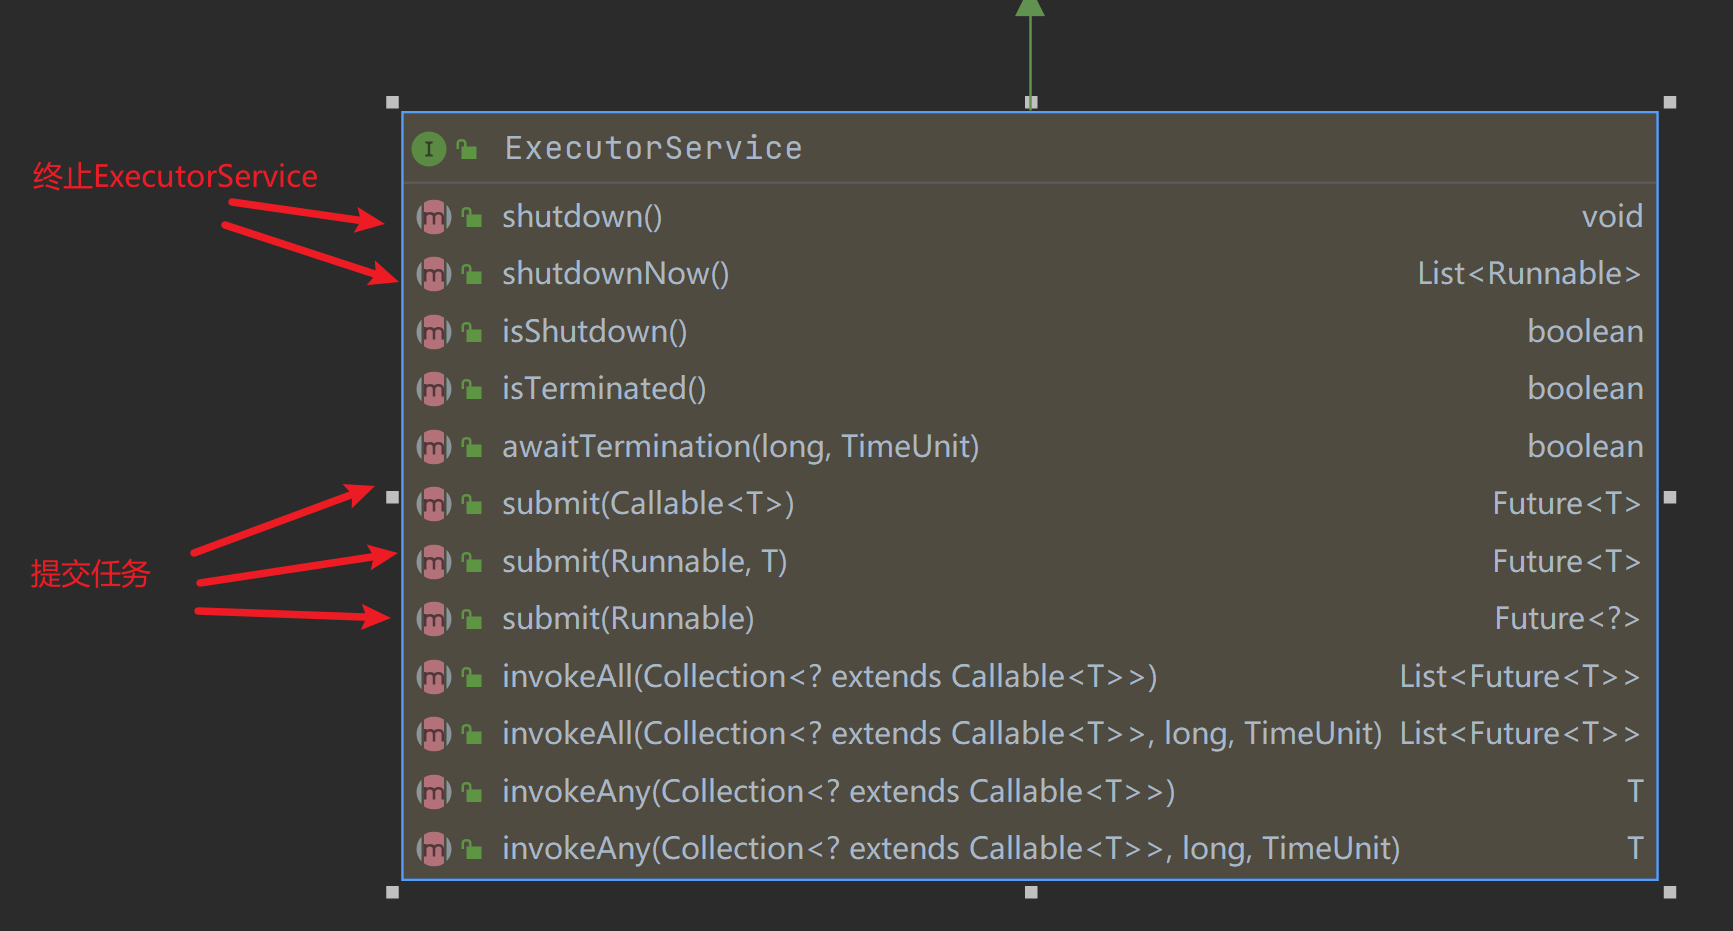 ExecutorService
终止ExecutorService
shutdown() void
shutdownNow() List<Runnable>
isShutdown() boolean
isTerminated() boolean
awaitTermination(long, TimeUnit) boolean
submit(Callable<T>) Future<T>
submit(Runnable, T) Future<T>
提交任务
submit(Runnable) Future<?>
invokeAll(Collection<? extends Callable<T>>) List<Future<T>>
invokeAll(Collection<? extends Callable<T>>, long, TimeUnit) List<Future<T>>
invokeAny(Collection<? extends Callable<T>>) T
invokeAny(Collection<? extends Callable<T>>, long, TimeUnit) T